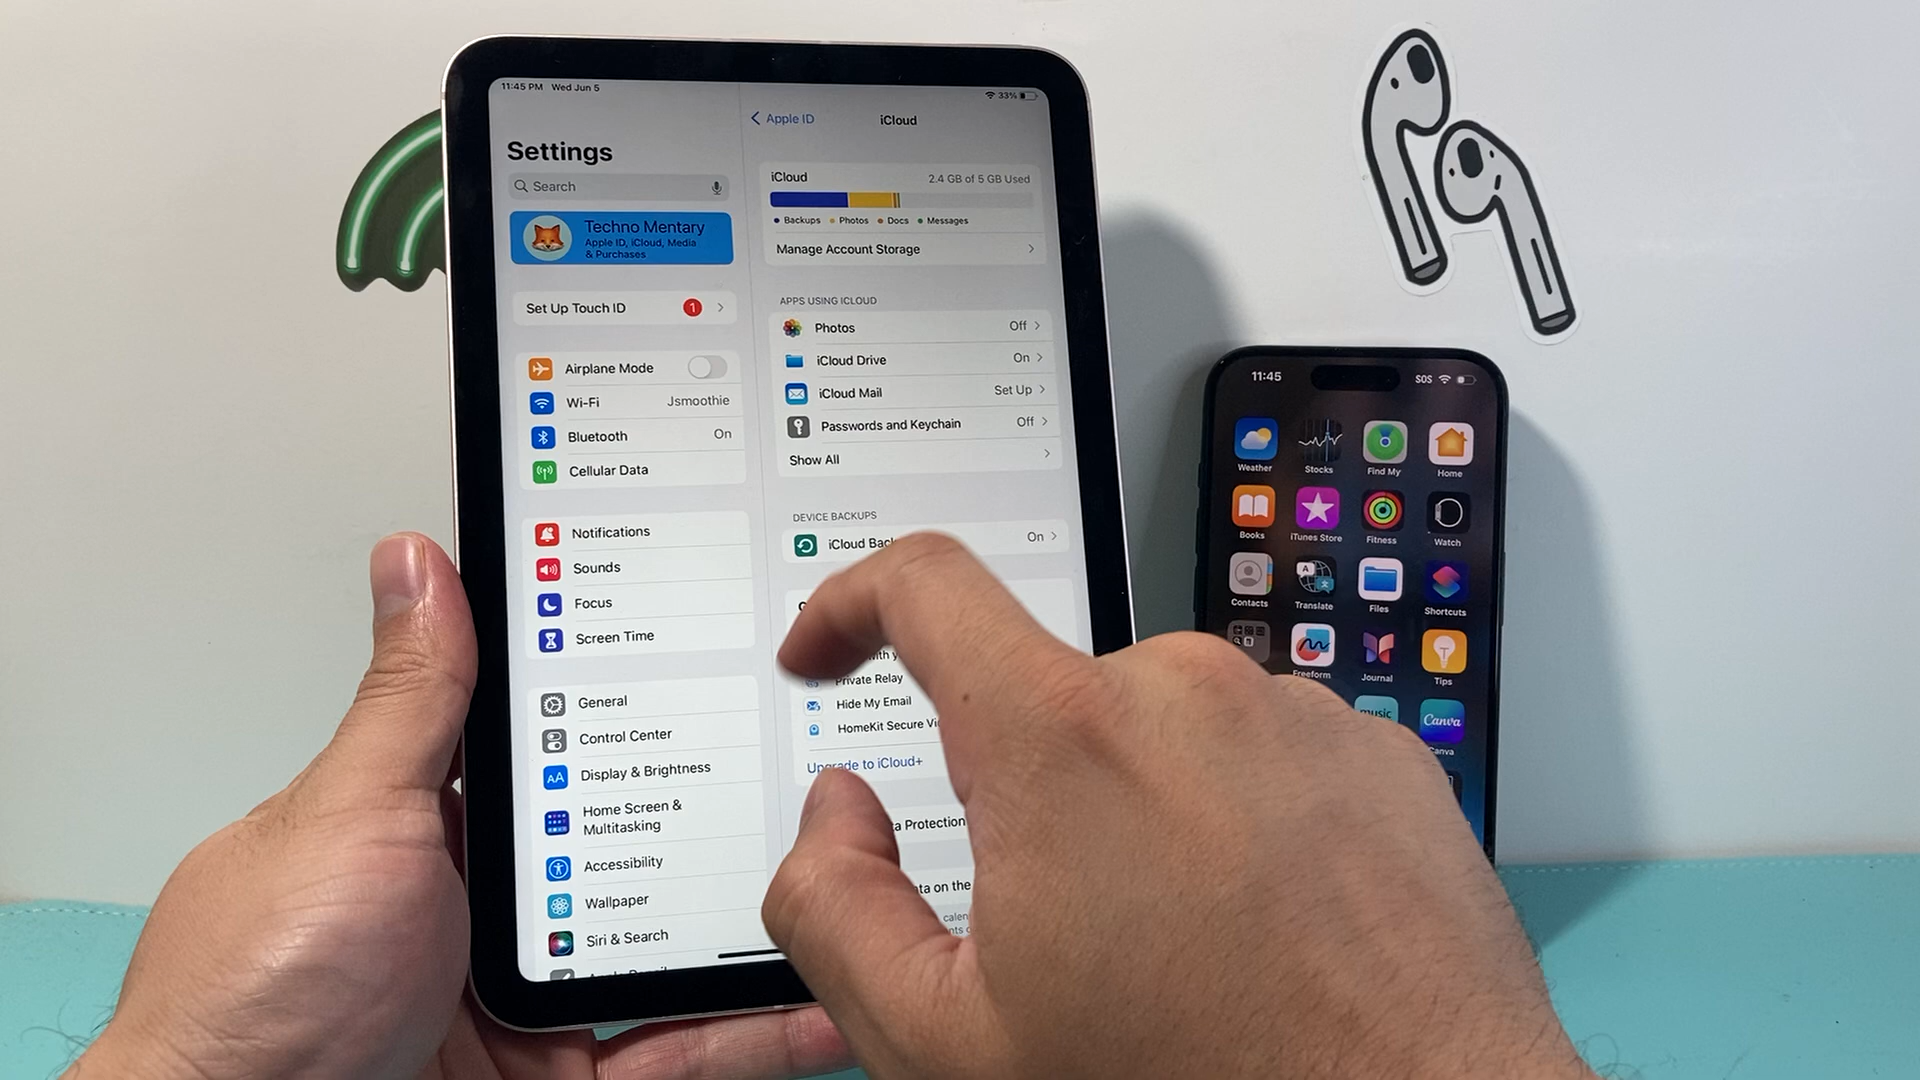 11:45 PM Wed Jun 5
33%
Settings
Search
Techno Mentary
Apple ID, iCloud, Media
& Purchases
Set Up Touch ID
1
Airplane Mode
Wi-Fi
Jsmoothie
Bluetooth
On
Cellular Data
Notifications
Sounds
Focus
Screen Time
General
Control Center
AA
Display & Brightness
Home Screen &
Multitasking
Accessibility
Wallpaper
Siri & Search
Apple ID
iCloud
iCloud
2.4 GB of 5 GB Used
Backups Photos Docs Messages
Manage Account Storage
APPS USING ICLOUD
Photos
Off
iCloud Drive
On
iCloud Mail
Set Up
Passwords and Keychain
Off
Show All
DEVICE BACKUPS
iCloud Bac
On
Private Relay
Hide My Email
HomeKit Secure Vi
Upgrade to iCloud+
ta Protection
ata on the
calen
11:45
SOS
Weather
Stocks
Find My
Home
Books
iTunes Store
Fitness
Watch
Contacts
Translate
Files
Shortcuts
Freeform
Journal
Tips
music
Canva
Canva